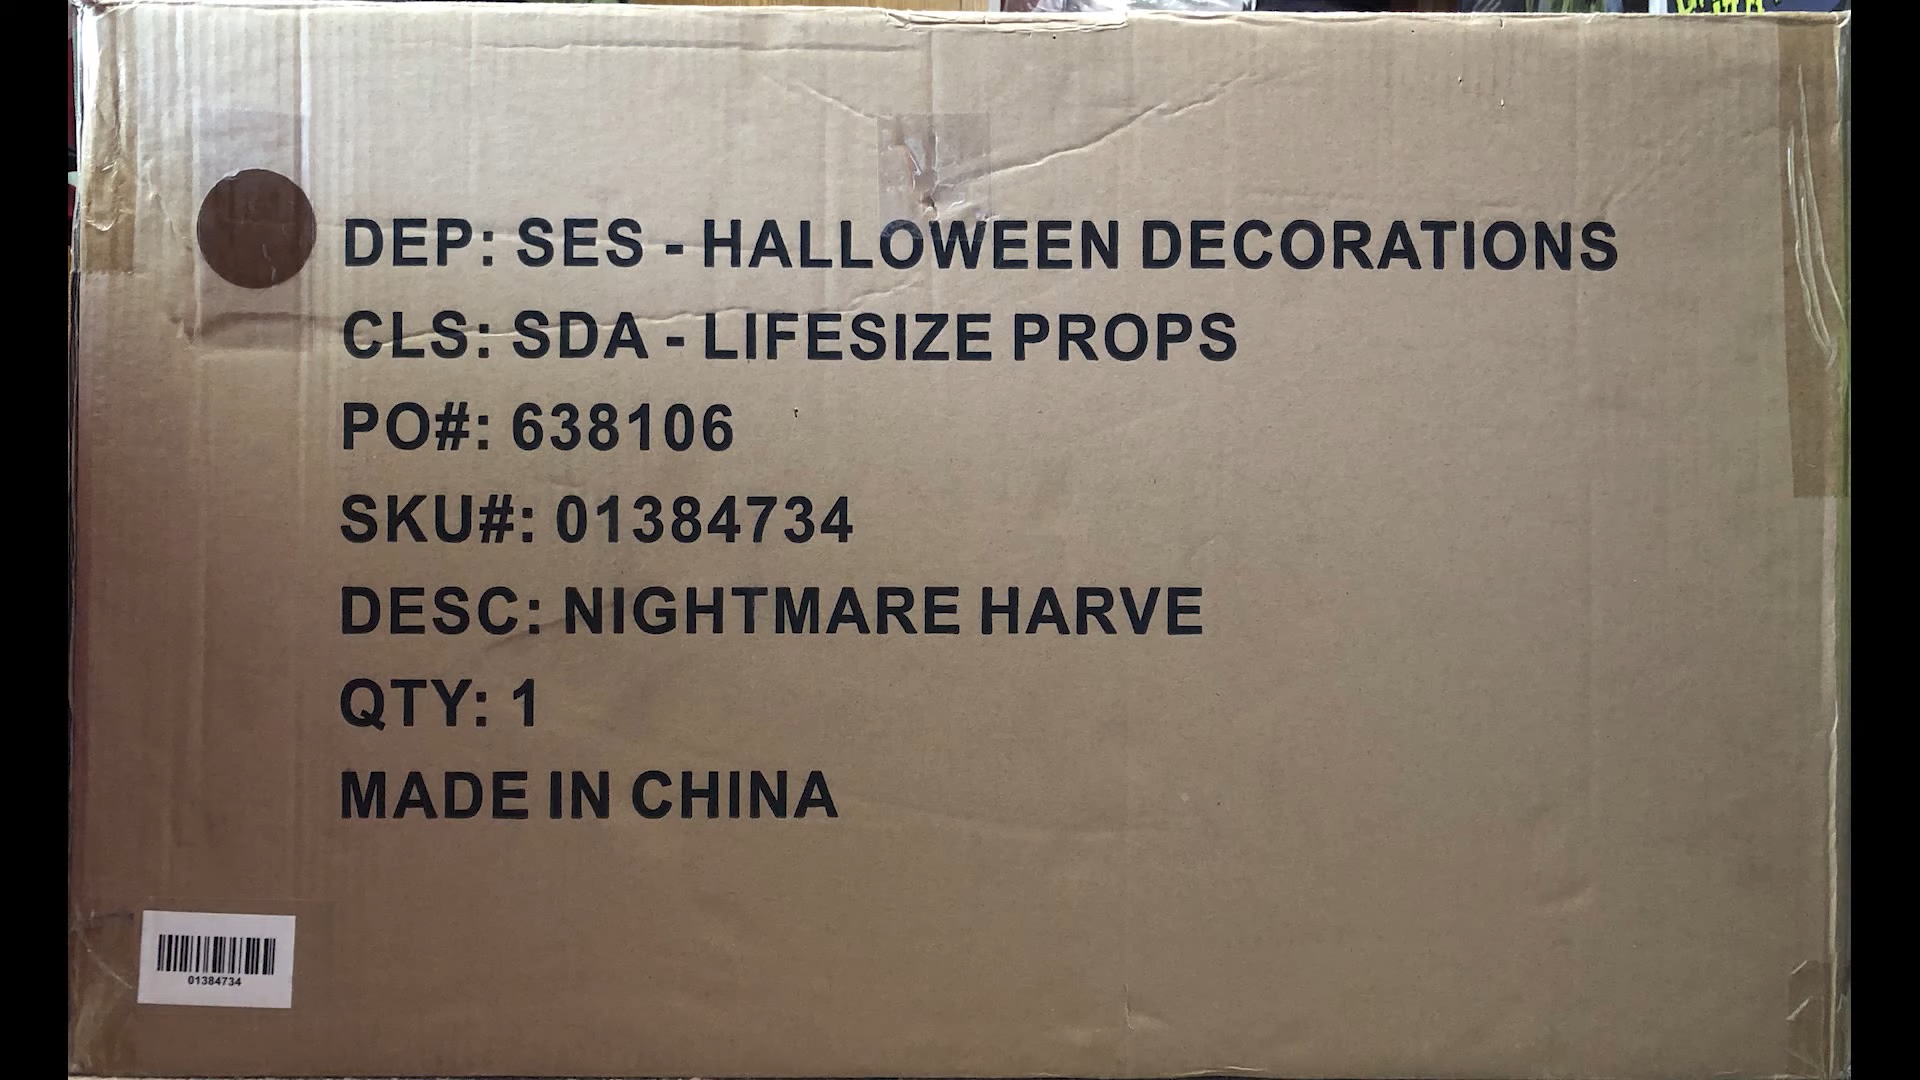 DEP: SES - HALLOWEEN DECORATIONS
CLS: SDA - LIFESIZE PROPS
PO#: 638106
SKU#: 01384734
DESC: NIGHTMARE HARVE
QTY: 1
MADE IN CHINA
01384734